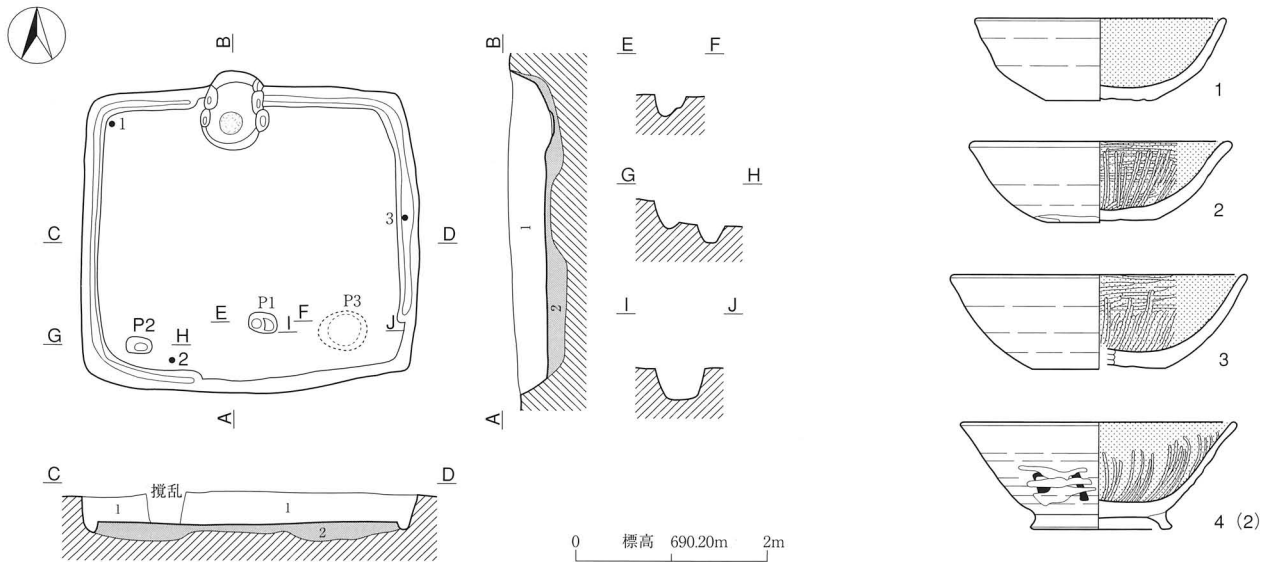 B
B
E F
1
1
G H
3
2
C D
1
P1 P3
E I F J
I J
G P2 H
2
2
3
A
A
C 撹乱 D
1 1
2
0 標高 690.20m 2m
4 (2)